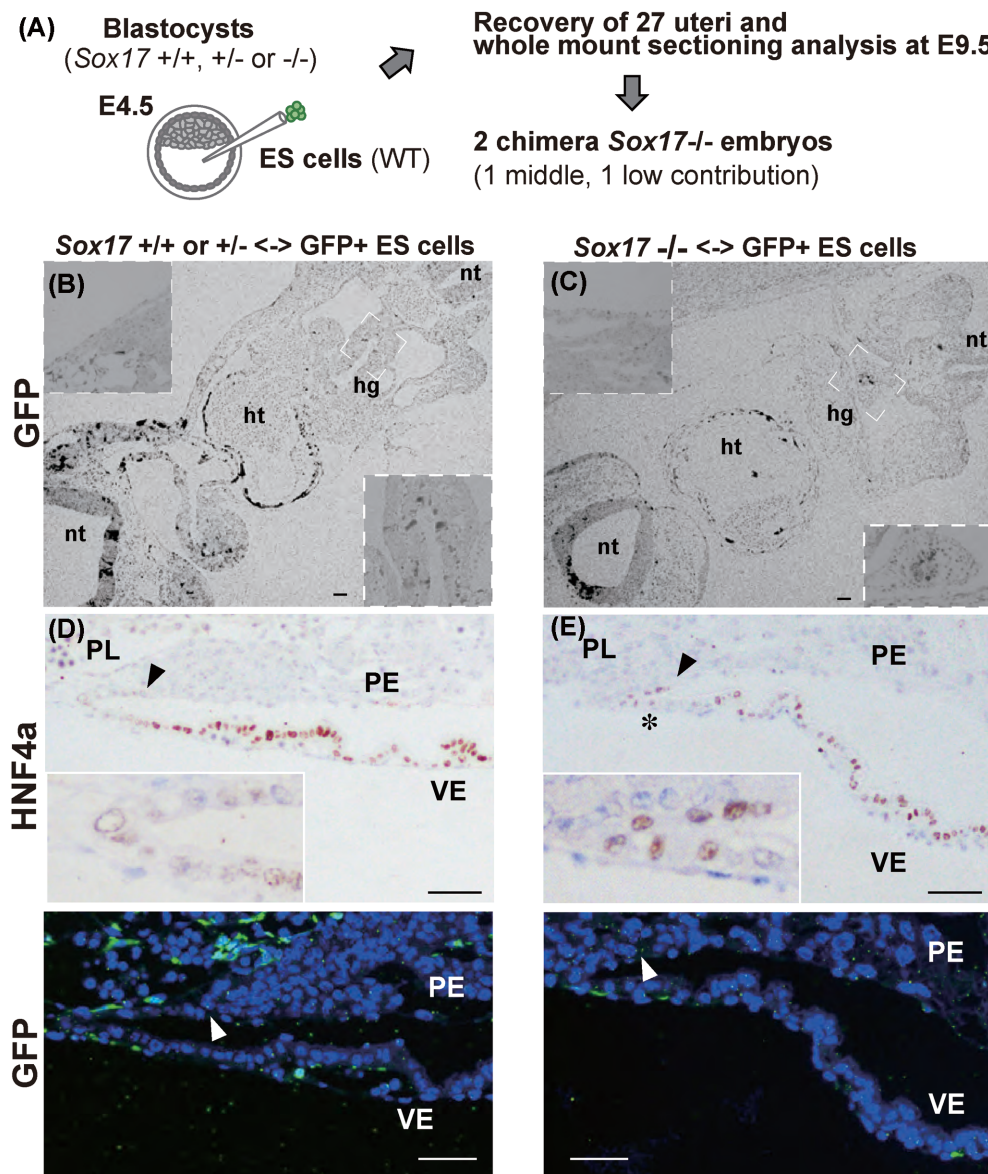 (A)
Blastocysts
(Sox17 +/+, +/- or -/-)
E4.5
ES cells (WT)
Recovery of 27 uteri and
whole mount sectioning analysis at E9.5
2 chimera Sox17-/- embryos
(1 middle, 1 low contribution)
Sox17 +/+ or +/- <-> GFP+ ES cells
Sox17 -/- <-> GFP+ ES cells
GFP
(B)
nt
hg
ht
nt
(C)
nt
hg
ht
nt
HNF4a
(D)
PL
PE
VE
(E)
PL
PE
*
VE
GFP
PE
VE
PE
VE